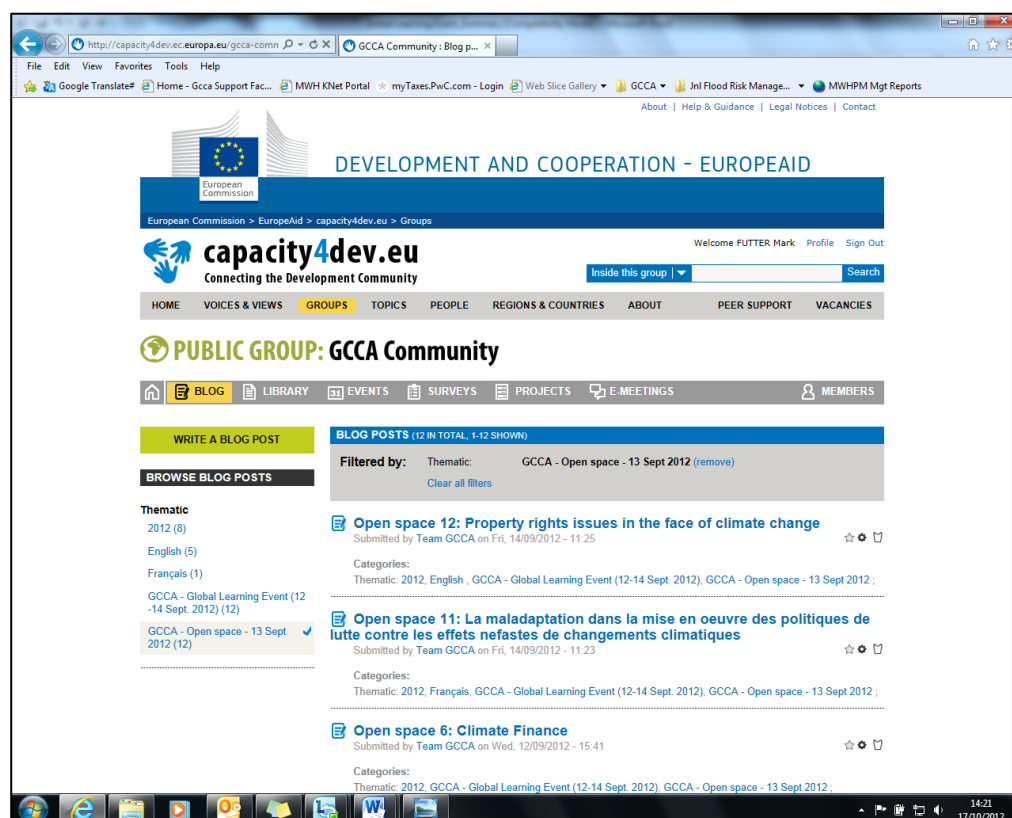 http://capacity4dev.ec.europa.eu/gcca-comn
GCCA Community : Blog p...
File Edit View Favorites Tools Help
Google Translate# Home - Gcca Support Fac... MWH KNet Portal myTaxes.PwC.com - Login Web Slice Gallery GCCA Jnl Flood Risk Manage... MWHPM Mgt Reports
About | Help & Guidance | Legal Notices | Contact
DEVELOPMENT AND COOPERATION - EUROPEAID
European
Commission
European Commission > EuropeAid > capacity4dev.eu > Groups
capacity4dev.eu
Connecting the Development Community
Welcome FUTTER Mark Profile Sign Out
Inside this group Search
HOME VOICES & VIEWS GROUPS TOPICS PEOPLE REGIONS & COUNTRIES ABOUT PEER SUPPORT VACANCIES
PUBLIC GROUP: GCCA Community
BLOG LIBRARY 31 EVENTS SURVEYS PROJECTS E-MEETINGS MEMBERS
WRITE A BLOG POST
BROWSE BLOG POSTS
Thematic
2012 (8)
English (5)
Français (1)
GCCA - Global Learning Event (12
-14 Sept. 2012) (12)
GCCA - Open space - 13 Sept
2012 (12)
BLOG POSTS (12 IN TOTAL, 1-12 SHOWN)
Filtered by: Thematic: GCCA - Open space - 13 Sept 2012 (remove)
Clear all filters
Open space 12: Property rights issues in the face of climate change
Submitted by Team GCCA on Fri, 14/09/2012 - 11:25
Categories:
Thematic: 2012, English , GCCA - Global Learning Event (12-14 Sept. 2012), GCCA - Open space - 13 Sept 2012 ;
Open space 11: La maladaptation dans la mise en oeuvre des politiques de
lutte contre les effets nefastes de changements climatiques
Submitted by Team GCCA on Fri, 14/09/2012 - 11:23
Categories:
Thematic: 2012, Français, GCCA - Global Learning Event (12-14 Sept. 2012), GCCA - Open space - 13 Sept 2012 ;
Open space 6: Climate Finance
Submitted by Team GCCA on Wed, 12/09/2012 - 15:41
Categories:
Thematic: 2012, GCCA - Global Learning Event (12-14 Sept. 2012), GCCA - Open space - 13 Sept 2012 ;
14:21
17/10/2012